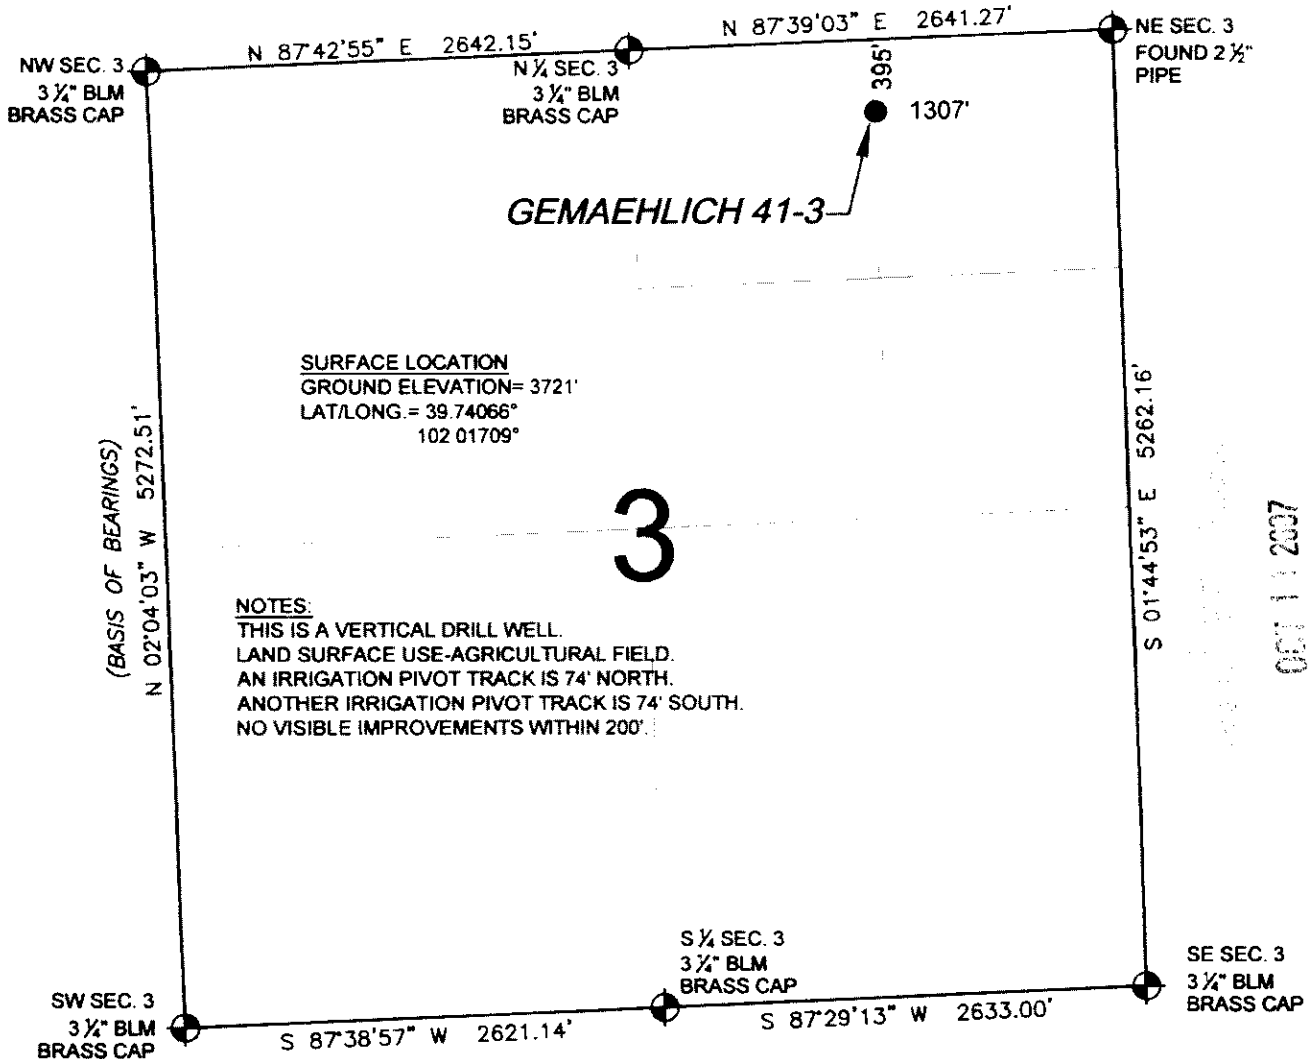 N 87°42'55" E 2642.15'
N 87°39'03" E 2641.27'
NW SEC. 3
3 ¼" BLM
BRASS CAP
N ¼ SEC. 3
3 ¼" BLM
BRASS CAP
NE SEC. 3
FOUND 2 ½"
PIPE
395'
1307'
GEMAEHLICH 41-3
SURFACE LOCATION
GROUND ELEVATION= 3721'
LAT/LONG.= 39.74066°
102 01709°
(BASIS OF BEARINGS)
N 02°04'03" W 5272.51'
3
S 01°44'53" E 5262.16'
OCT 11 2007
NOTES:
THIS IS A VERTICAL DRILL WELL.
LAND SURFACE USE-AGRICULTURAL FIELD.
AN IRRIGATION PIVOT TRACK IS 74' NORTH.
ANOTHER IRRIGATION PIVOT TRACK IS 74' SOUTH.
NO VISIBLE IMPROVEMENTS WITHIN 200'.
S ¼ SEC. 3
3 ¼" BLM
BRASS CAP
SE SEC. 3
3 ¼" BLM
BRASS CAP
SW SEC. 3
3 ¼" BLM
BRASS CAP
S 87°38'57" W 2621.14'
S 87°29'13" W 2633.00'